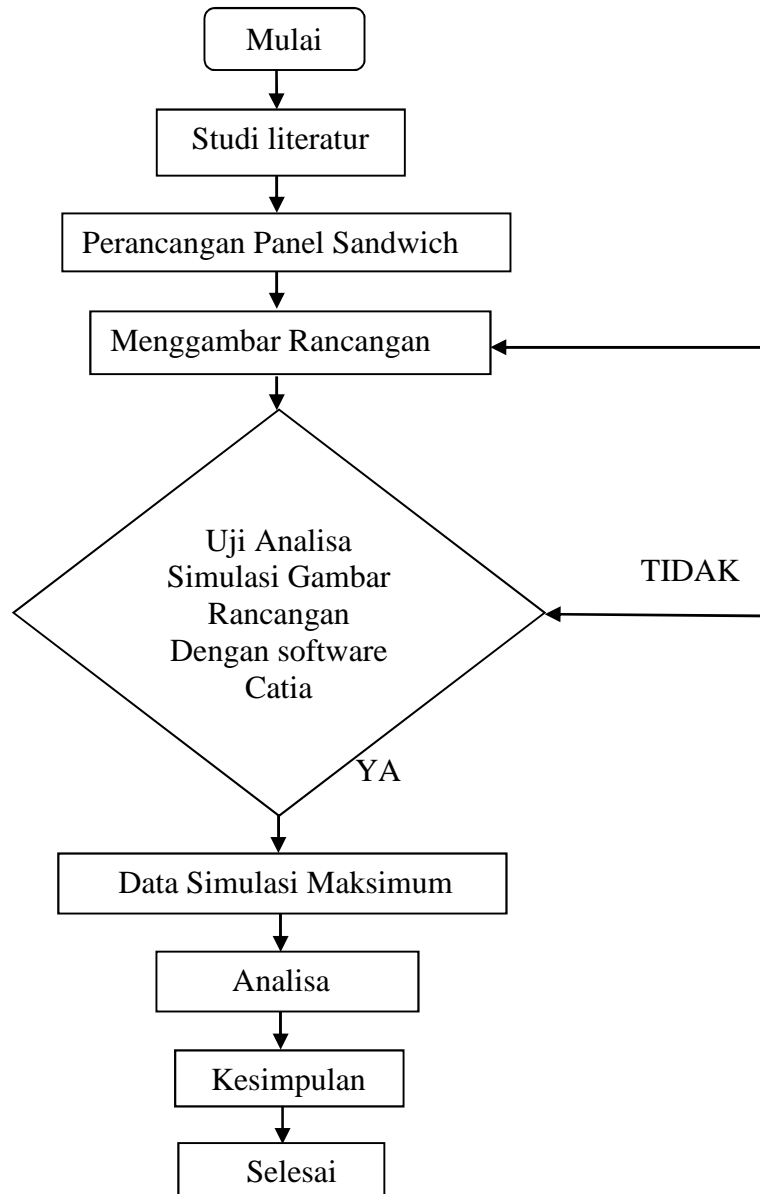 Mulai
Studi literatur
Perancangan Panel Sandwich
Menggambar Rancangan
Uji Analisa
Simulasi Gambar
Rancangan
Dengan software
Catia
TIDAK
YA
Data Simulasi Maksimum
Analisa
Kesimpulan
Selesai